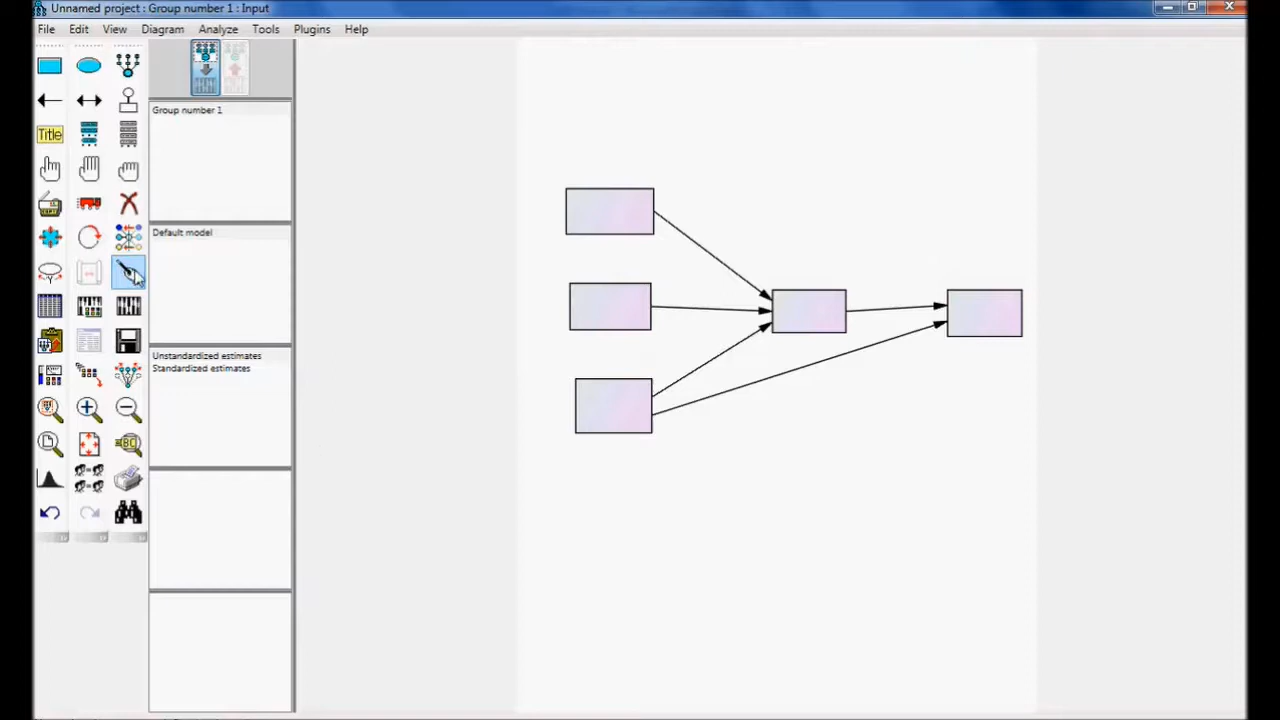 Unnamed project : Group number 1 : Input
File Edit View Diagram Analyze Tools Plugins Help
Title
Group number 1
Default model
Unstandardized estimates
Standardized estimates